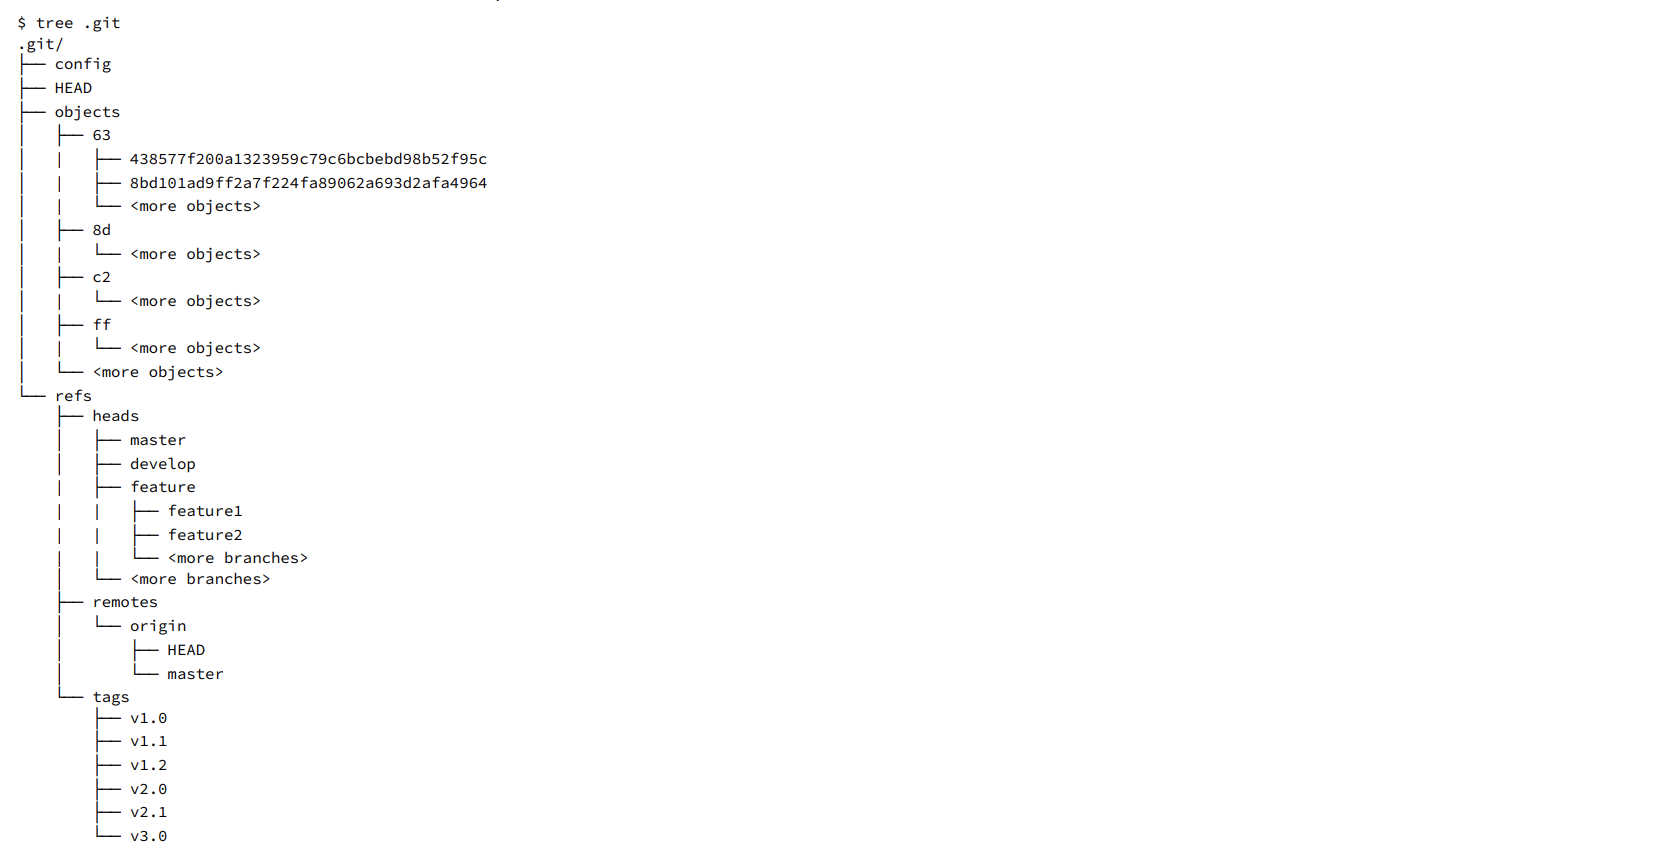 $ tree .git
.git/
├── config
├── HEAD
├── objects
│   ├── 63
│   |   ├── 438577f200a1323959c79c6bcbebd98b52f95c
│   |   ├── 8bd101ad9ff2a7f224fa89062a693d2afa4964
│   |   └── <more objects>
│   ├── 8d
│   |   └── <more objects>
│   ├── c2
│   |   └── <more objects>
│   ├── ff
│   |   └── <more objects>
│   └── <more objects>
└── refs
    ├── heads
    │   ├── master
    │   ├── develop
    |   ├── feature
    |   |   ├── feature1
    |   |   ├── feature2
    |   |   └── <more branches>
    │   └── <more branches>
    ├── remotes
    │   └── origin
    │       ├── HEAD
    │       └── master
    └── tags
        ├── v1.0
        ├── v1.1
        ├── v1.2
        ├── v2.0
        ├── v2.1
        └── v3.0